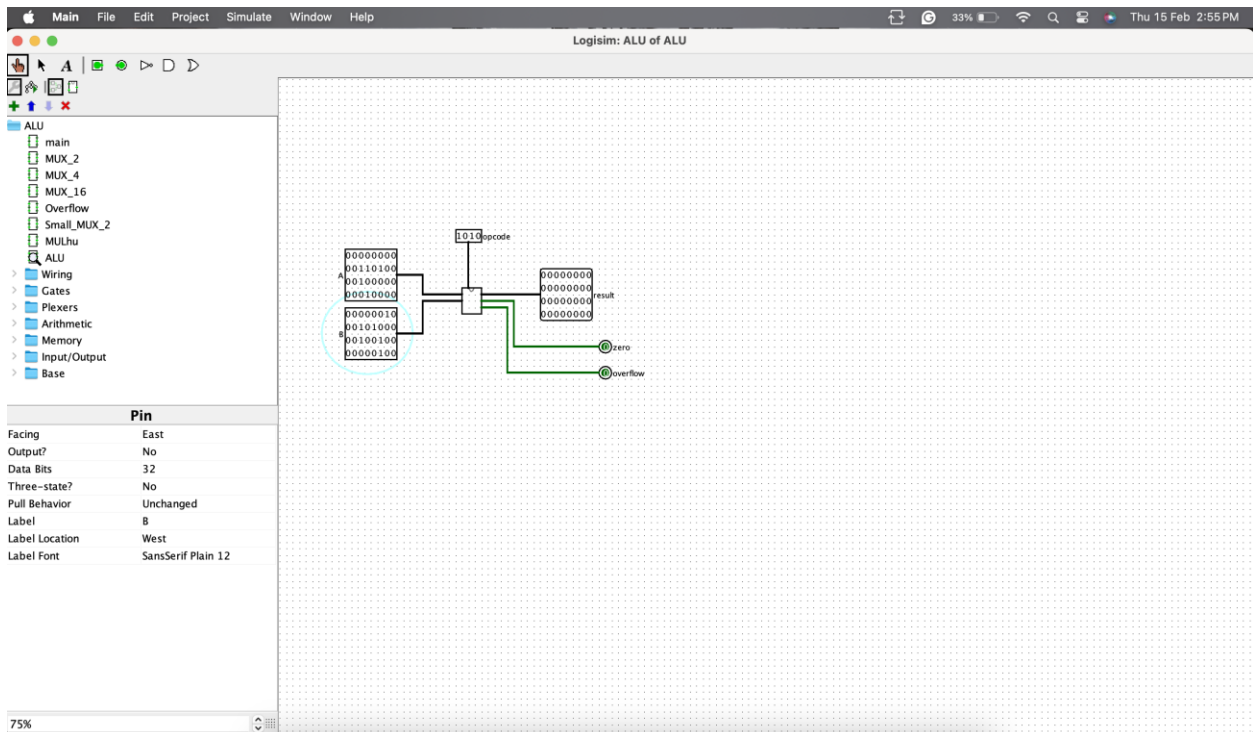 Main File Edit Project Simulate Window Help 33% Thu 15 Feb 2:55 PM
Logisim: ALU of ALU
A
ALU
main
MUX_2
MUX_4
MUX_16
Overflow
Small_MUX_2
MULhu
ALU
Wiring
Gates
Plexers
Arithmetic
Memory
Input/Output
Base
Pin
Facing East
Output? No
Data Bits 32
Three-state? No
Pull Behavior Unchanged
Label B
Label Location West
Label Font SansSerif Plain 12
75%
1010 opcode
A
00000000
00110100
00100000
00010000
B
00000010
00101000
00100100
00000100
00000000
00000000
00000000
00000000
result
0 zero
0 overflow